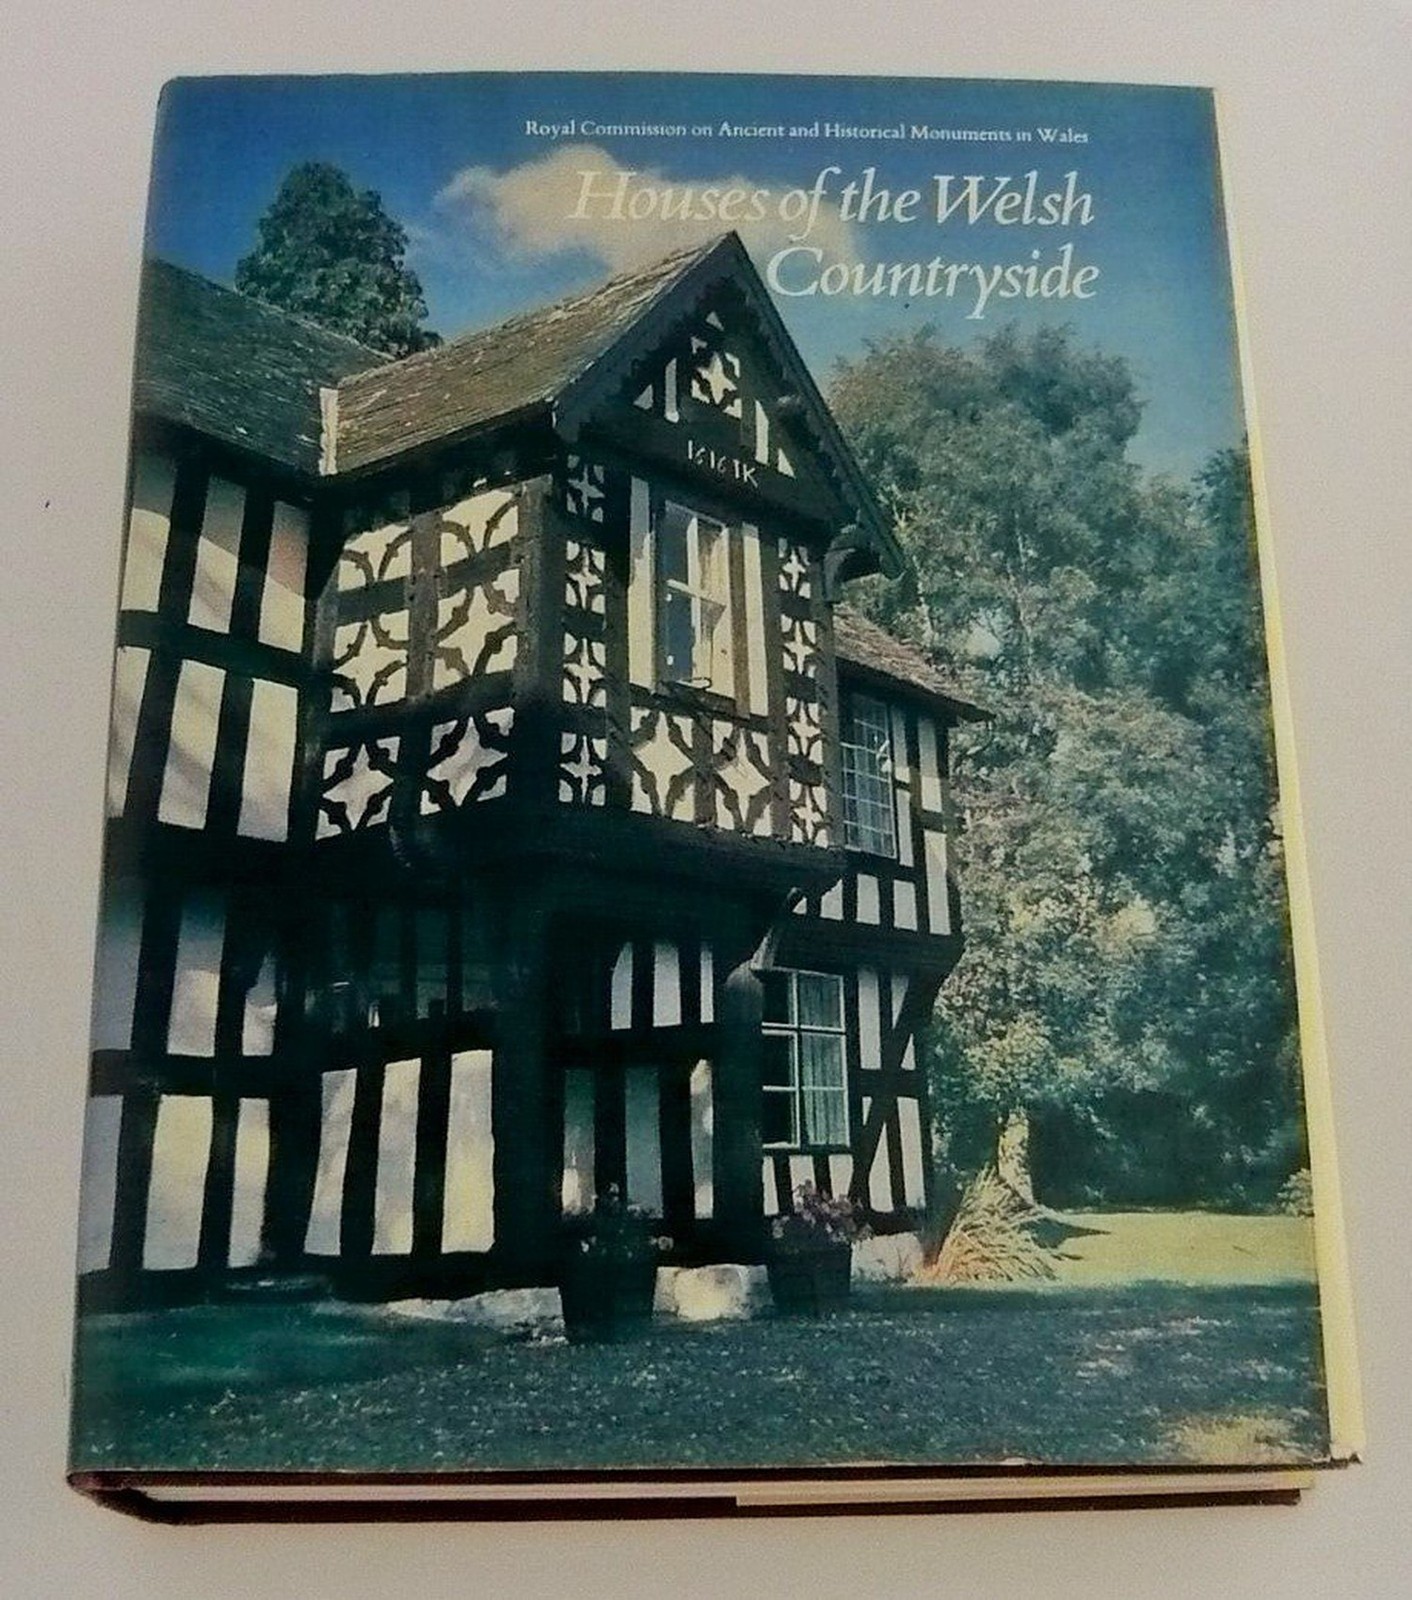 Royal Commission on Ancient and Historical Monuments in Wales
Houses of the Welsh
Countryside
1616 IK